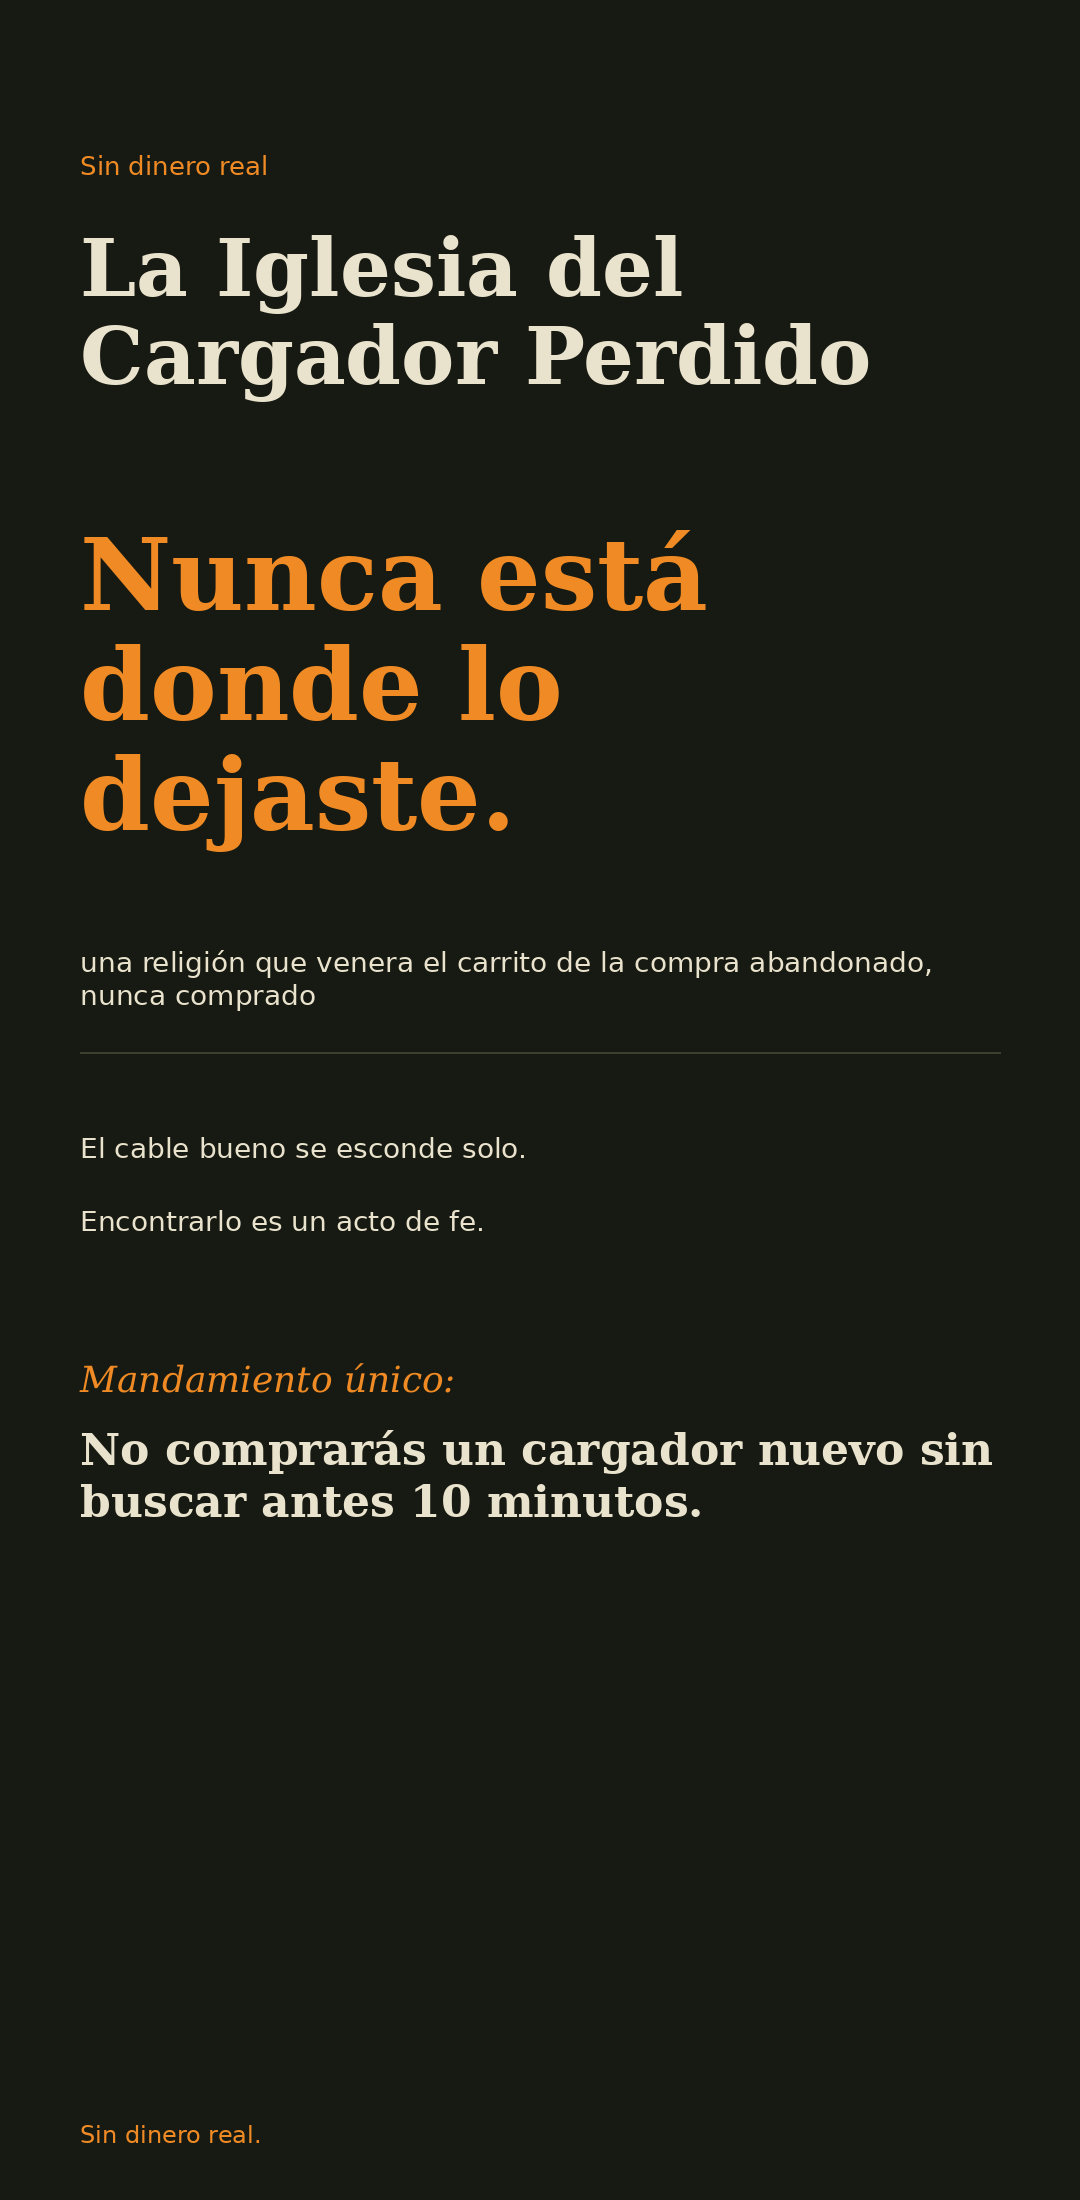 Sin dinero real
La Iglesia del
Cargador Perdido
Nunca está
donde lo
dejaste.
una religión que venera el carrito de la compra abandonado,
nunca comprado
El cable bueno se esconde solo.
Encontrarlo es un acto de fe.
Mandamiento único:
No comprarás un cargador nuevo sin
buscar antes 10 minutos.
Sin dinero real.